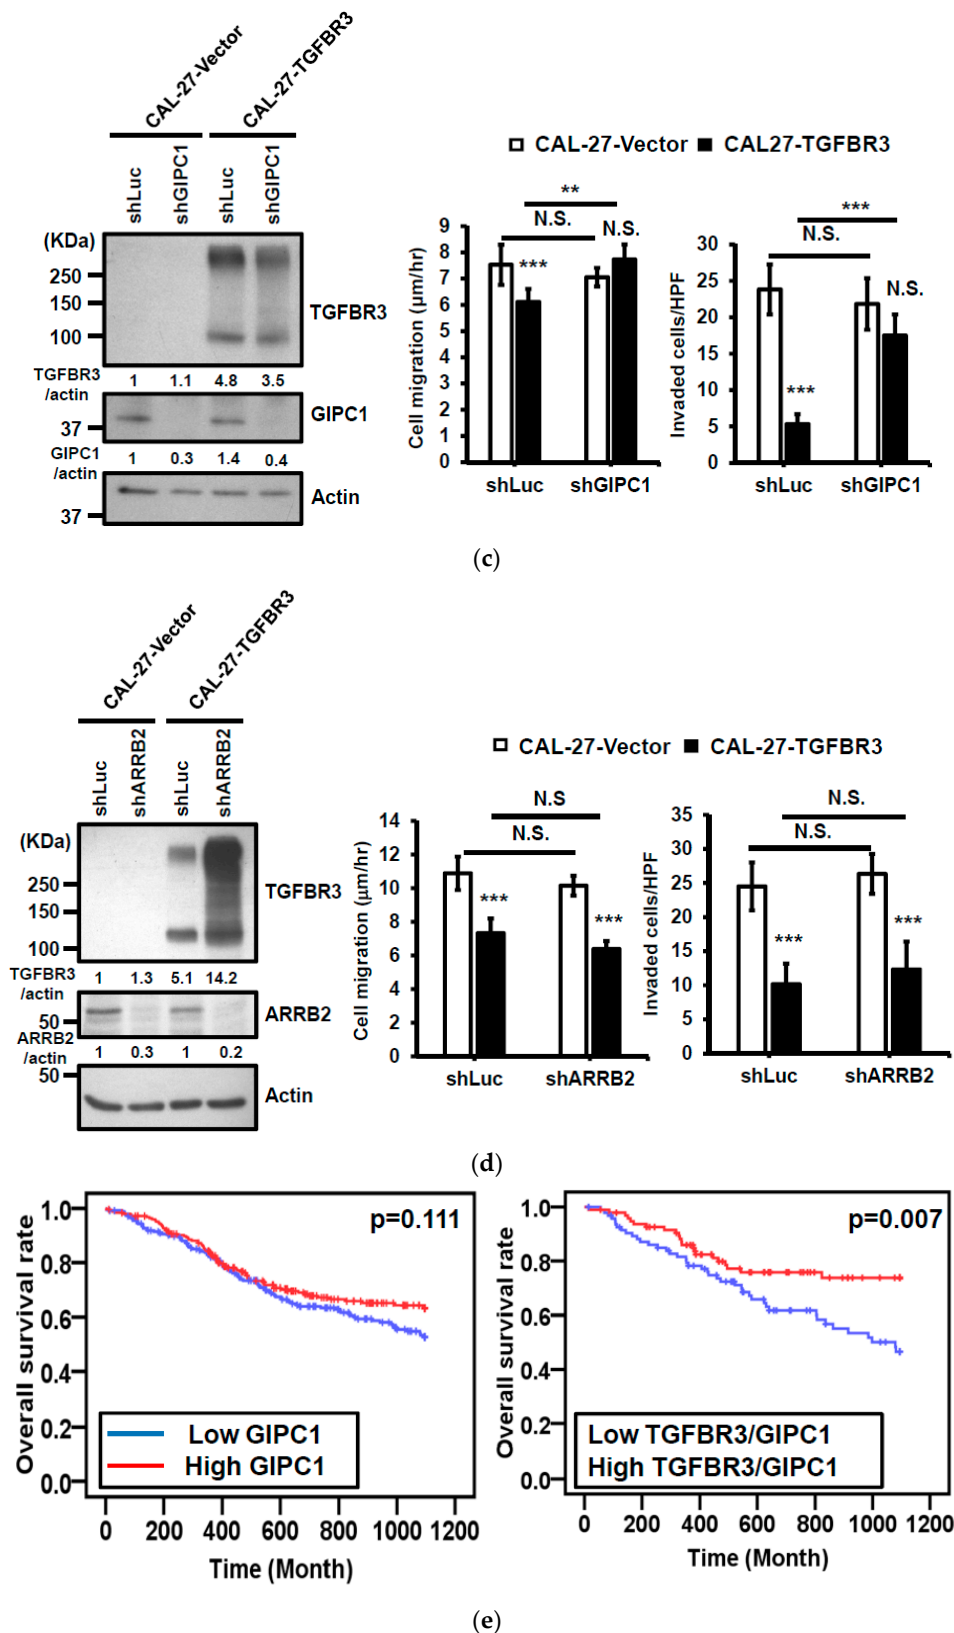 CAL-27-Vector
CAL-27-TGFBR3
shLuc
shGIPC1
shLuc
shGIPC1
(KDa)
250
150
100
TGFBR3
TGFBR3
/actin
1 1.1 4.8 3.5
37
GIPC1
GIPC1
/actin
1 0.3 1.4 0.4
37
Actin
CAL-27-Vector CAL27-TGFBR3
**
N.S.
N.S.
***
Cell migration (μm/hr)
9
8
7
6
5
4
3
2
1
0
shLuc shGIPC1
***
N.S.
N.S.
***
Invaded cells/HPF
30
25
20
15
10
5
0
shLuc shGIPC1
(c)
CAL-27-Vector
CAL-27-TGFBR3
shLuc
shARRB2
shLuc
shARRB2
(KDa)
250
150
100
TGFBR3
TGFBR3
/actin
1 1.3 5.1 14.2
50
ARRB2
ARRB2
/actin
1 0.3 1 0.2
50
Actin
CAL-27-Vector CAL-27-TGFBR3
N.S
N.S.
***
***
Cell migration (μm/hr)
14
12
10
8
6
4
2
0
shLuc shARRB2
N.S.
N.S.
***
***
Invaded cells/HPF
35
30
25
20
15
10
5
0
shLuc shARRB2
(d)
Overall survival rate
1.0
0.8
0.6
0.4
0.2
0.0
p=0.111
Low GIPC1
High GIPC1
0 200 400 600 800 1000 1200
Time (Month)
Overall survival rate
1.0
0.8
0.6
0.4
0.2
0.0
p=0.007
Low TGFBR3/GIPC1
High TGFBR3/GIPC1
0 200 400 600 800 1000 1200
Time (Month)
(e)